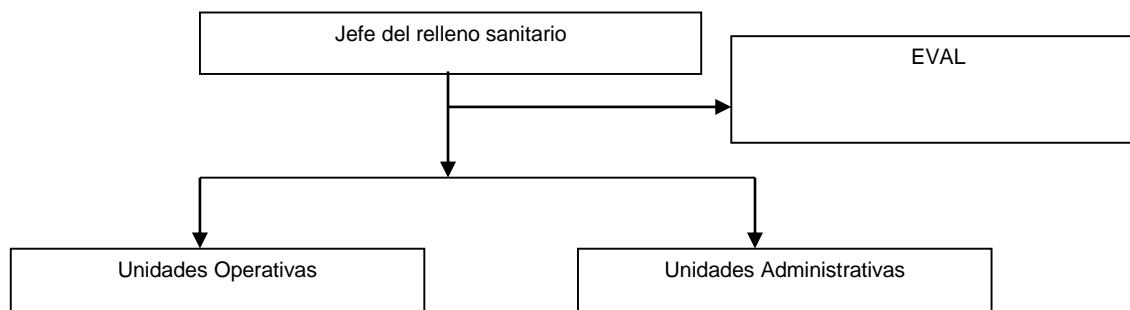 Jefe del relleno sanitario
EVAL
Unidades Operativas
Unidades Administrativas